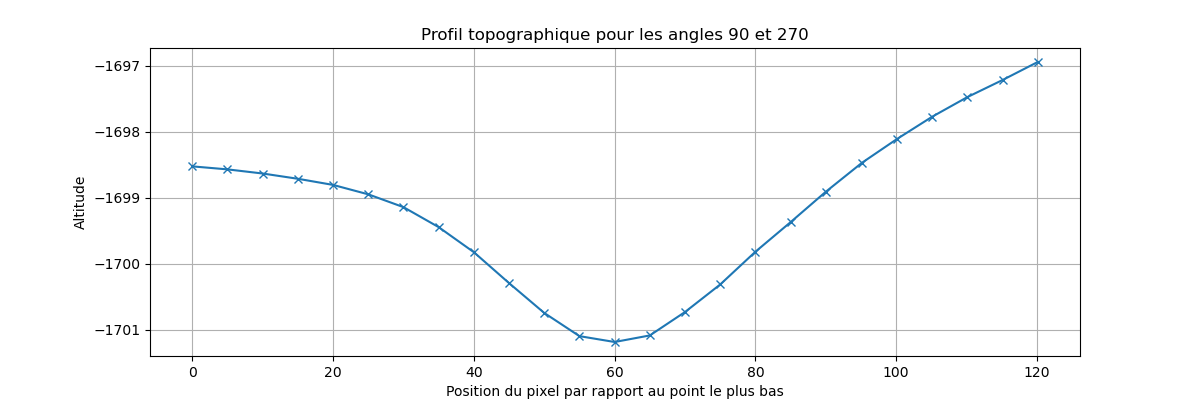 Profil topographique pour les angles 90 et 270
−1697
−1698
−1699
−1700
−1701
Altitude
0 20 40 60 80 100 120
Position du pixel par rapport au point le plus bas